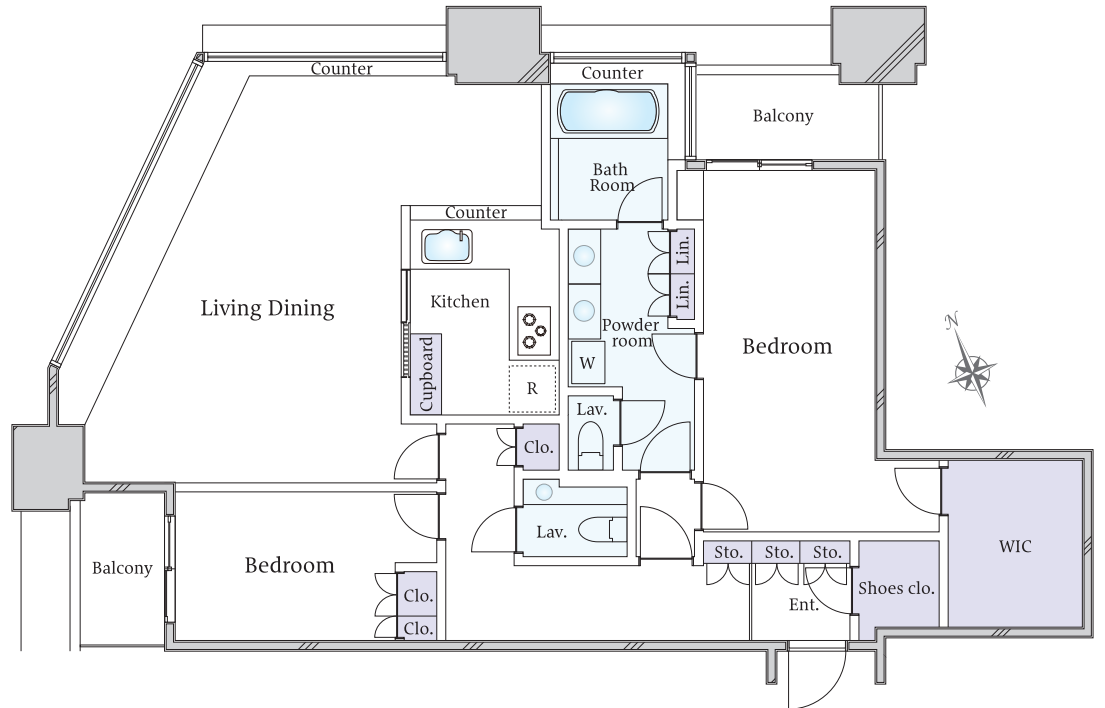 Counter
Counter
Balcony
Bath
Room
Counter
Lin.
Lin.
Kitchen
Living Dining
Powder
room
Bedroom
N
W
Cupboard
R
Lav.
Clo.
Lav.
Sto.
Sto.
Sto.
WIC
Balcony
Bedroom
Clo.
Clo.
Ent.
Shoes clo.